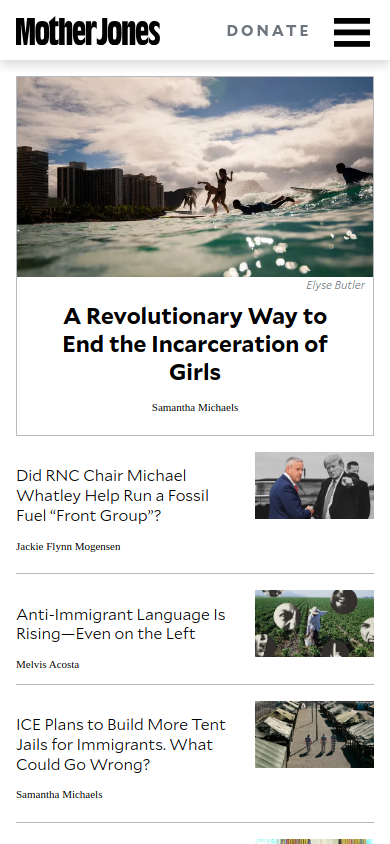 Mother Jones
DONATE
Elyse Butler
A Revolutionary Way to
End the Incarceration of
Girls
Samantha Michaels
Did RNC Chair Michael
Whatley Help Run a Fossil
Fuel “Front Group”?
Jackie Flynn Mogensen
Anti-Immigrant Language Is
Rising—Even on the Left
Melvis Acosta
ICE Plans to Build More Tent
Jails for Immigrants. What
Could Go Wrong?
Samantha Michaels